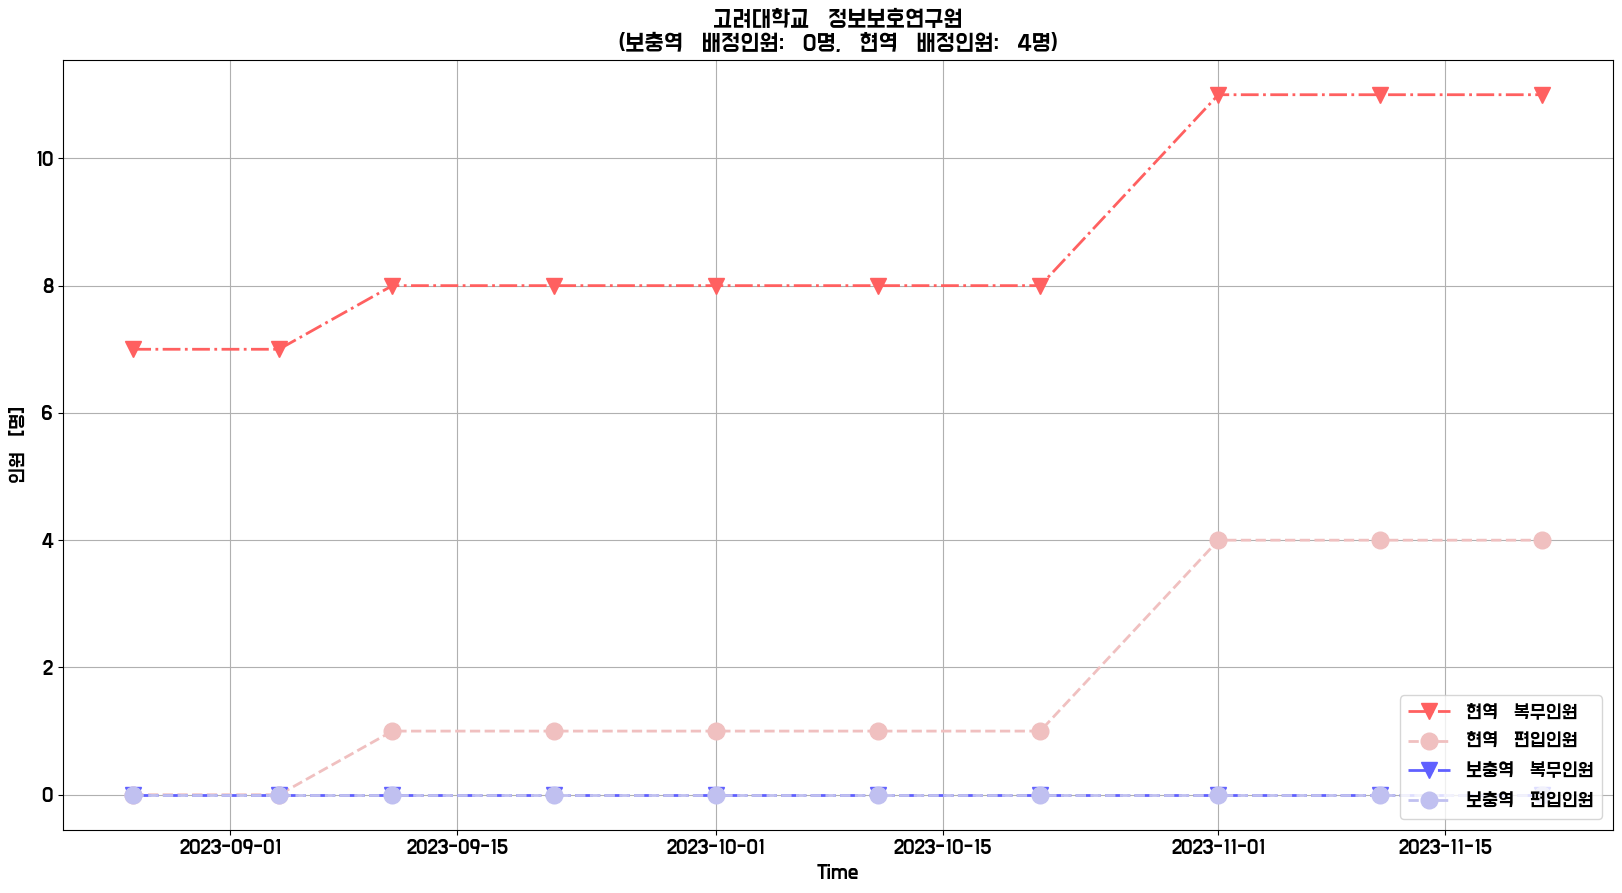 고려대학교 정보보호연구원
(보충역 배정인원: 0명, 현역 배정인원: 4명)
인원 [명]
10
8
6
4
2
0
현역 복무인원
현역 편입인원
보충역 복무인원
보충역 편입인원
2023-09-01 2023-09-15 2023-10-01 2023-10-15 2023-11-01 2023-11-15
Time